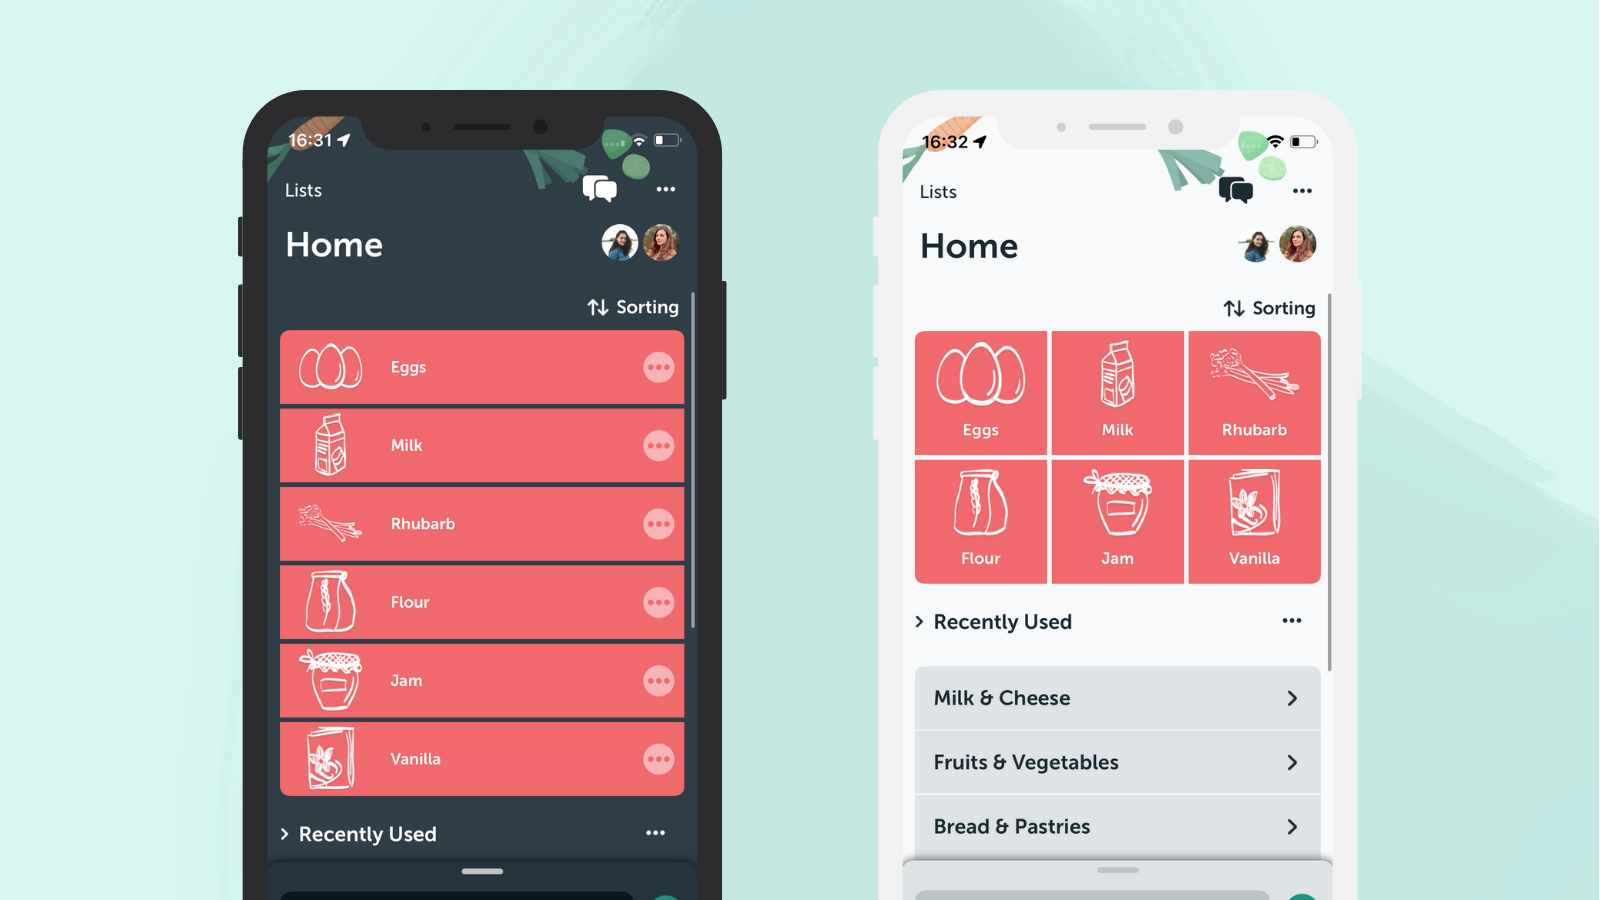 16:31
Lists
Home
Sorting
Eggs
Milk
Rhubarb
Flour
Jam
Vanilla
Recently Used
16:32
Lists
Home
Sorting
Eggs
Milk
Rhubarb
Flour
Jam
Vanilla
Recently Used
Milk & Cheese
Fruits & Vegetables
Bread & Pastries